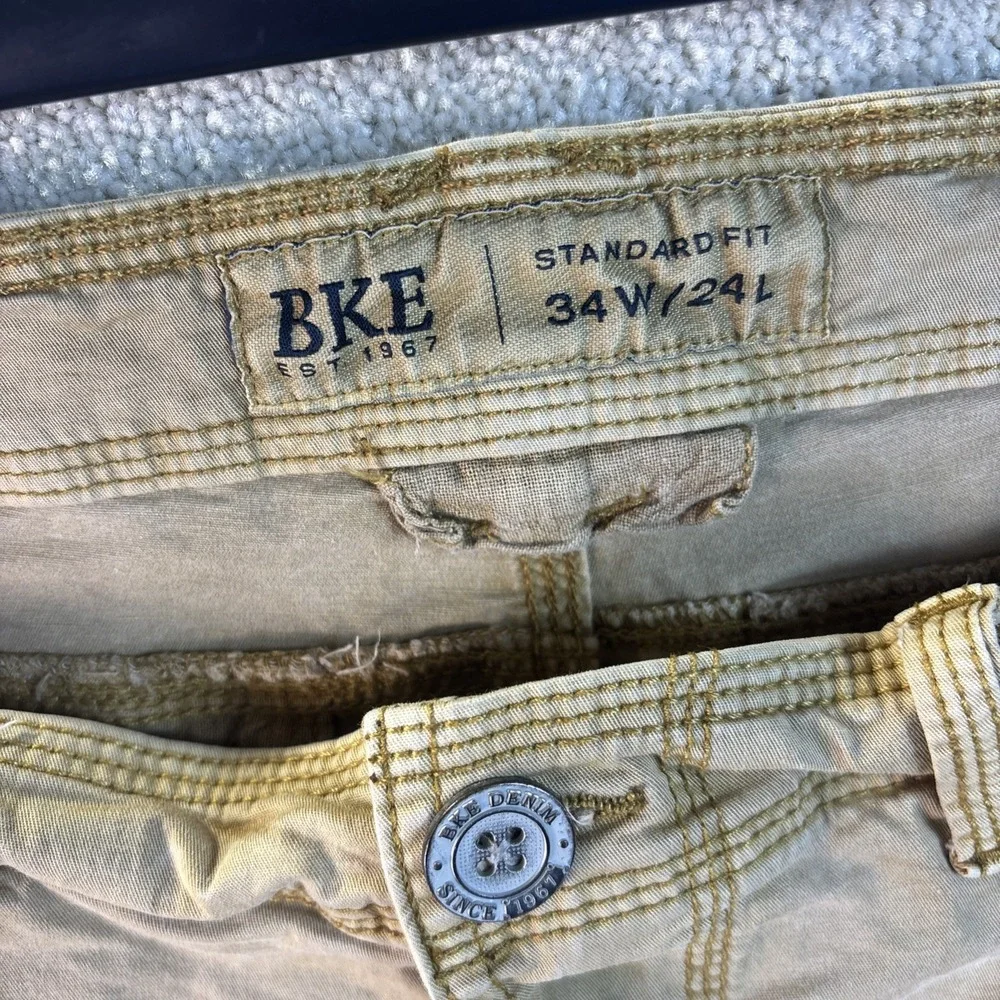 BKE
EST 1967
STANDARD FIT
34W/24L
BKE DENIM
SINCE 1967